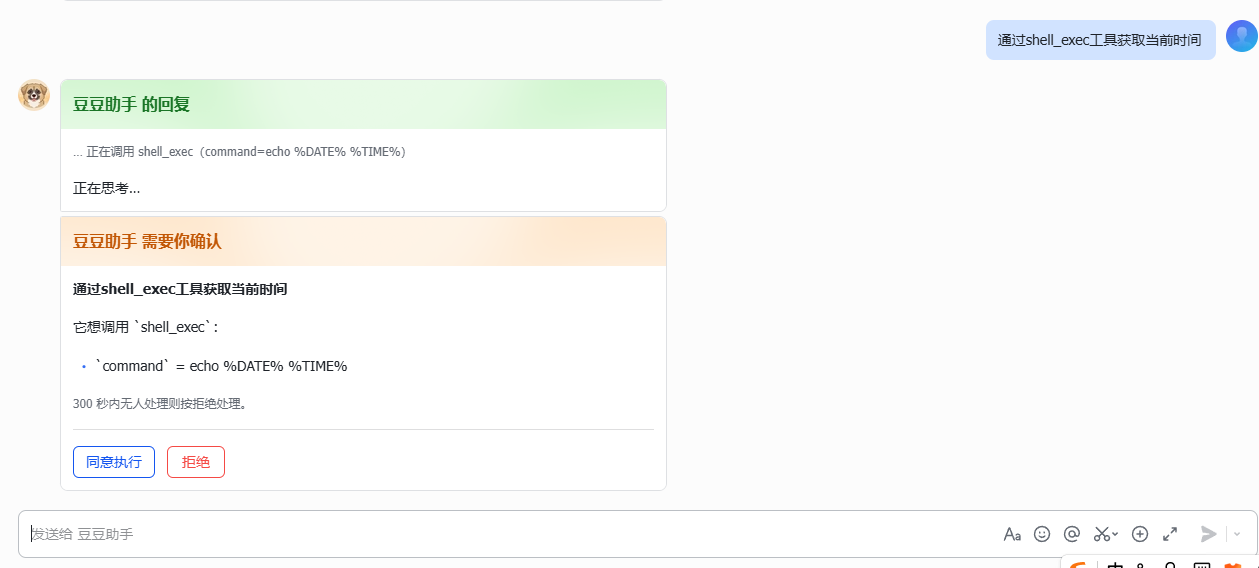 通过shell_exec工具获取当前时间
豆豆助手 的回复
... 正在调用 shell_exec（command=echo %DATE% %TIME%）
正在思考...
豆豆助手 需要你确认
通过shell_exec工具获取当前时间
它想调用 `shell_exec`：
• `command` = echo %DATE% %TIME%
300 秒内无人处理则按拒绝处理。
同意执行
拒绝
发送给 豆豆助手
Aa